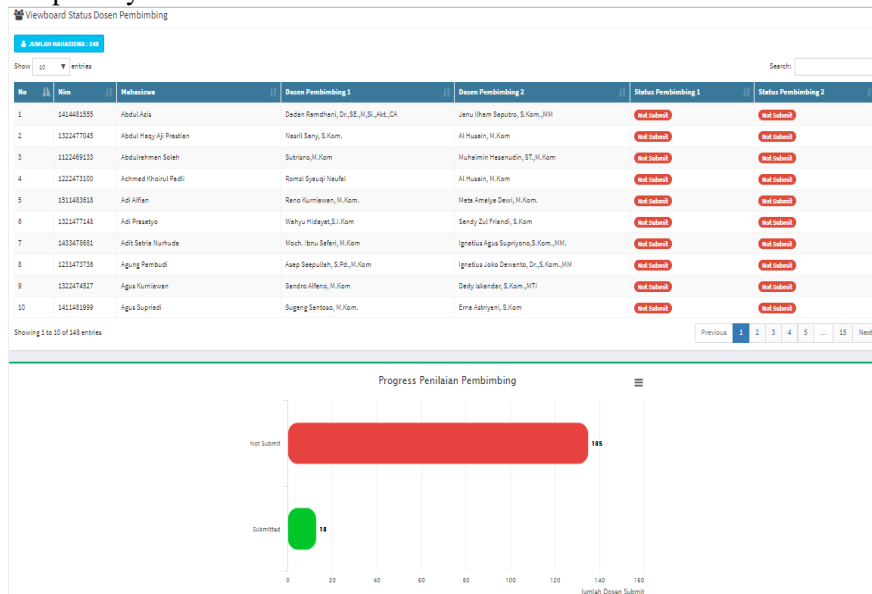 Viewboard Status Dosen Pembimbing
JUMLAH MAHASISWA : 148
Show 10 entries Search:
No Nim Mahasiswa Dosen Pembimbing 1 Dosen Pembimbing 2 Status Pembimbing 1 Status Pembimbing 2
1 1414481555 Abdul Azis Dadan Ramdhani, Dr.,SE.,M,Si.,Akt.,CA Janu Ilham Saputro, S.Kom.,MM Not Submit Not Submit
2 1322477045 Abdul Haqy Aji Prastian Nasril Sany, S.Kom. Al Husain, M.Kom Not Submit Not Submit
3 1122469133 Abdulrahman Soleh Sutrisno,M.Kom Muhaimin Hasanudin, ST.,M.Kom Not Submit Not Submit
4 1222473100 Achmad Khoirul Padli Romzi Syauqi Naufal Al Husain, M.Kom Not Submit Not Submit
5 1511483618 Adi Alfian Rano Kurniawan, M.Kom. Meta Amalya Dewi, M.Kom. Not Submit Not Submit
6 1321477148 Adi Prasetyo Wahyu Hidayat,S.I.Kom Sandy Zul Friandi, S.Kom Not Submit Not Submit
7 1433478681 Adit Satria Nurhuda Moch. Ibnu Safari, M.Kom Ignatius Agus Supriyono,S.Kom.,MM. Not Submit Not Submit
8 1231473736 Agung Pambudi Asep Saepullah, S.Pd.,M.Kom Ignatius Joko Dewanto, Dr.,S.Kom.,MM Not Submit Not Submit
9 1322474527 Agus Kurniawan Sandro Alfeno, M.Kom Dedy Iskandar, S.Kom.,MTI Not Submit Not Submit
10 1411481999 Agus Supriadi Sugeng Santoso, M.Kom. Erna Astriyani, S.Kom Not Submit Not Submit
Showing 1 to 10 of 148 entries Previous 1 2 3 4 5 ... 15 Next
Progress Penilaian Pembimbing
Not Submit 185
Submitted 18
0 20 40 60 80 100 120 140 160
Jumlah Dosen Submit